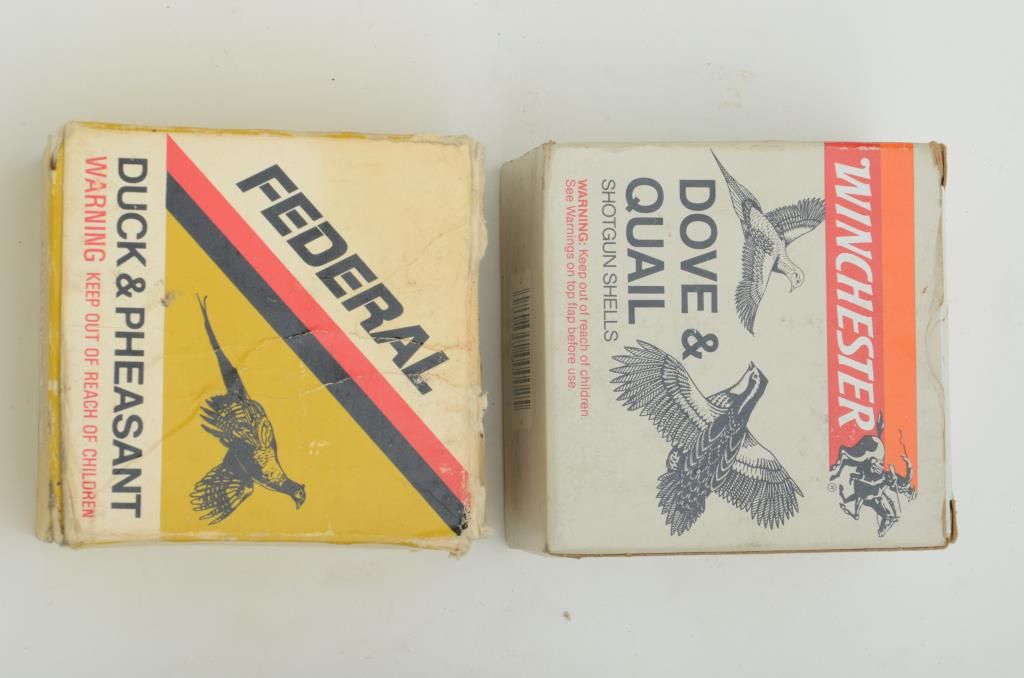 FEDERAL
DUCK & PHEASANT
WARNING KEEP OUT OF REACH OF CHILDREN
WINCHESTER
®
DOVE &
QUAIL
SHOTGUN SHELLS
WARNING: Keep out of reach of children.
See Warnings on top flap before use.